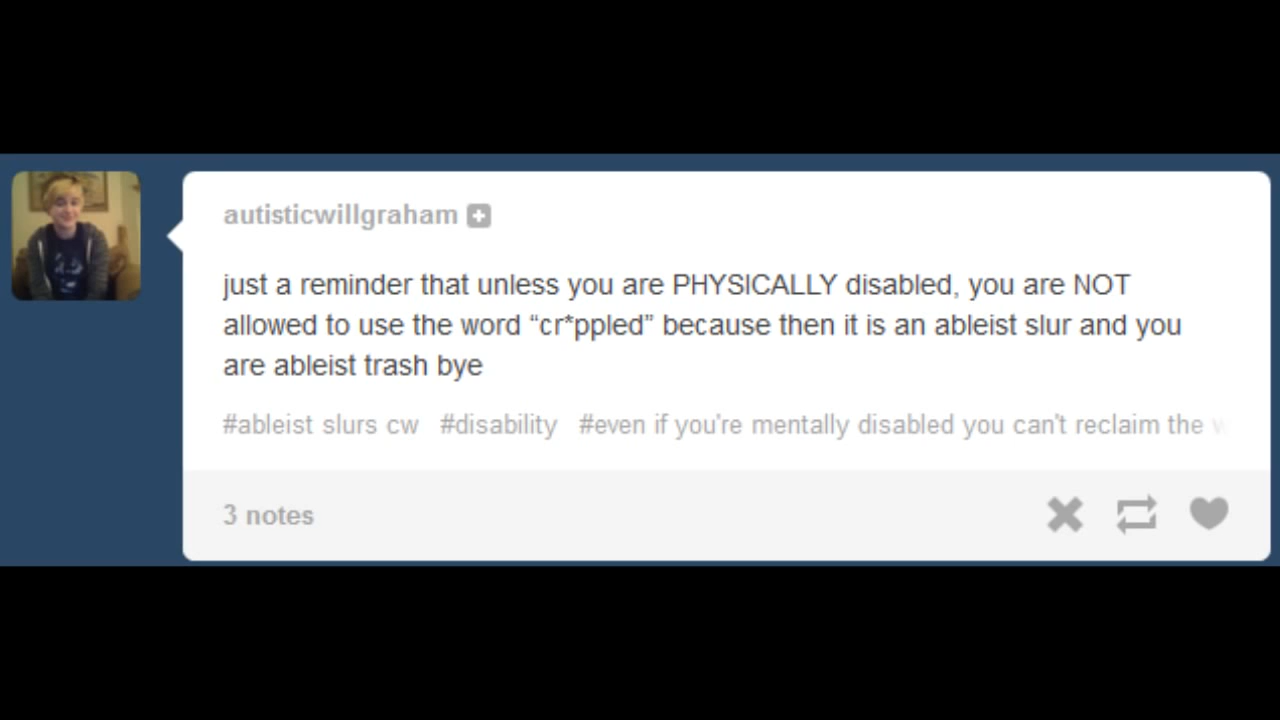 autisticwillgraham
just a reminder that unless you are PHYSICALLY disabled, you are NOT
allowed to use the word “cr*ppled” because then it is an ableist slur and you
are ableist trash bye
#ableist slurs cw #disability #even if you're mentally disabled you can't reclaim the
3 notes